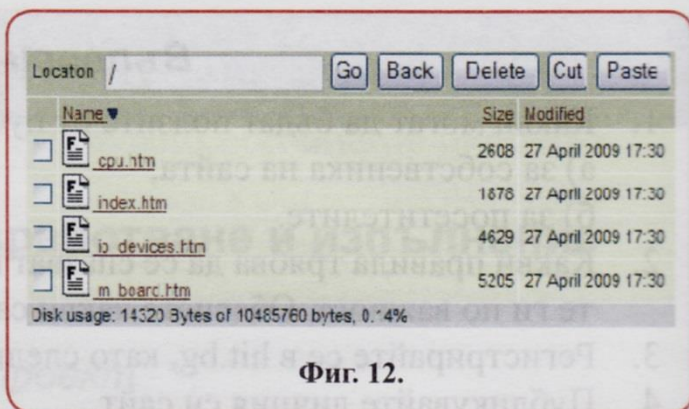 Location / Go Back Delete Cut Paste
Name Size Modified
cpu.htm 2608 27 April 2009 17:30
index.htm 1878 27 April 2009 17:30
io_devices.htm 4629 27 April 2009 17:30
m_board.htm 5205 27 April 2009 17:30
Disk usage: 14320 Bytes of 10485760 bytes, 0.14%
Фиг. 12.